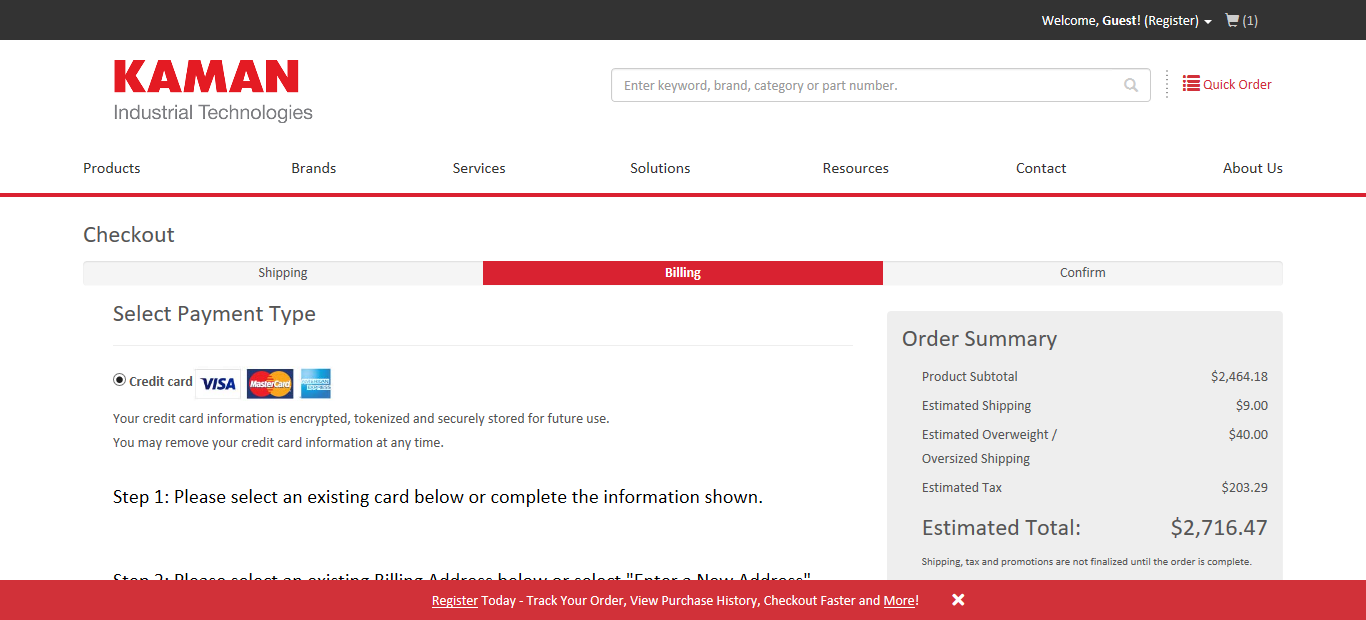 Welcome, Guest! (Register) (1)
KAMAN
Industrial Technologies
Enter keyword, brand, category or part number.
Quick Order
Products Brands Services Solutions Resources Contact About Us
Checkout
Shipping Billing Confirm
Select Payment Type
Credit card VISA MasterCard AMERICAN EXPRESS
Your credit card information is encrypted, tokenized and securely stored for future use.
You may remove your credit card information at any time.
Step 1: Please select an existing card below or complete the information shown.
Step 2: Please select an existing Billing Address below or select "Enter a New Address"
Order Summary
Product Subtotal $2,464.18
Estimated Shipping $9.00
Estimated Overweight / $40.00
Oversized Shipping
Estimated Tax $203.29
Estimated Total: $2,716.47
Shipping, tax and promotions are not finalized until the order is complete.
Register Today - Track Your Order, View Purchase History, Checkout Faster and More!